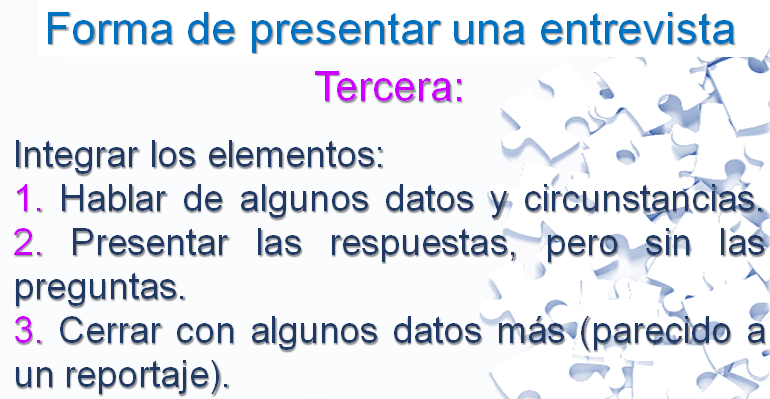 Forma de presentar una entrevista
Tercera:
Integrar los elementos:
1. Hablar de algunos datos y circunstancias.
2. Presentar las respuestas, pero sin las
preguntas.
3. Cerrar con algunos datos más (parecido a
un reportaje).